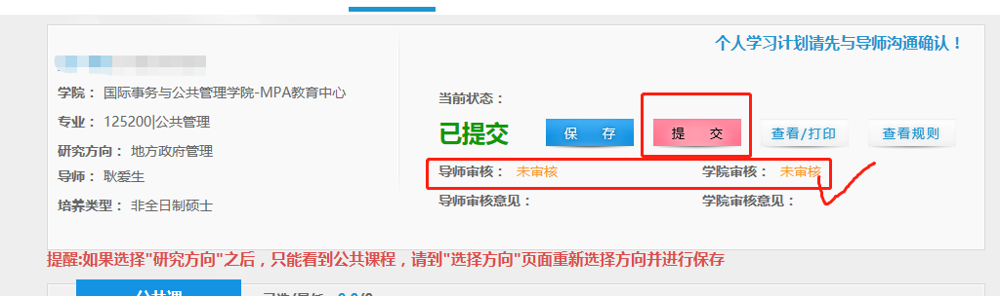 个人学习计划请先与导师沟通确认！
学院： 国际事务与公共管理学院-MPA教育中心
专业： 125200|公共管理
研究方向： 地方政府管理
导师： 耿爱生
培养类型： 非全日制硕士
当前状态：
已提交 保 存 提 交 查看/打印 查看规则
导师审核： 未审核 学院审核： 未审核
导师审核意见： 学院审核意见：
提醒:如果选择"研究方向"之后，只能看到公共课程，请到"选择方向"页面重新选择方向并进行保存